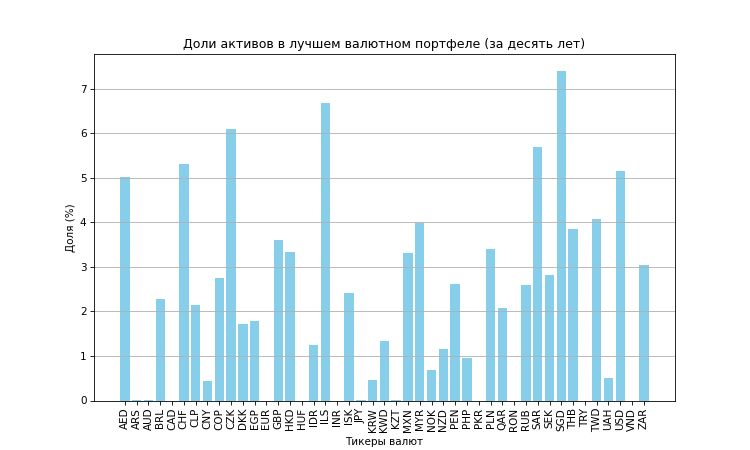 Доли активов в лучшем валютном портфеле (за десять лет)
Доля (%)
7
6
5
4
3
2
1
0
AED ARS AUD BRL CAD CHF CLP CNY COP CZK DKK EGP EUR GBP HKD HUF IDR ILS INR ISK JPY KRW KWD KZT MXN MYR NOK NZD PEN PHP PKR PLN QAR RON RUB SAR SEK SGD THB TRY TWD UAH USD VND ZAR
Тикеры валют